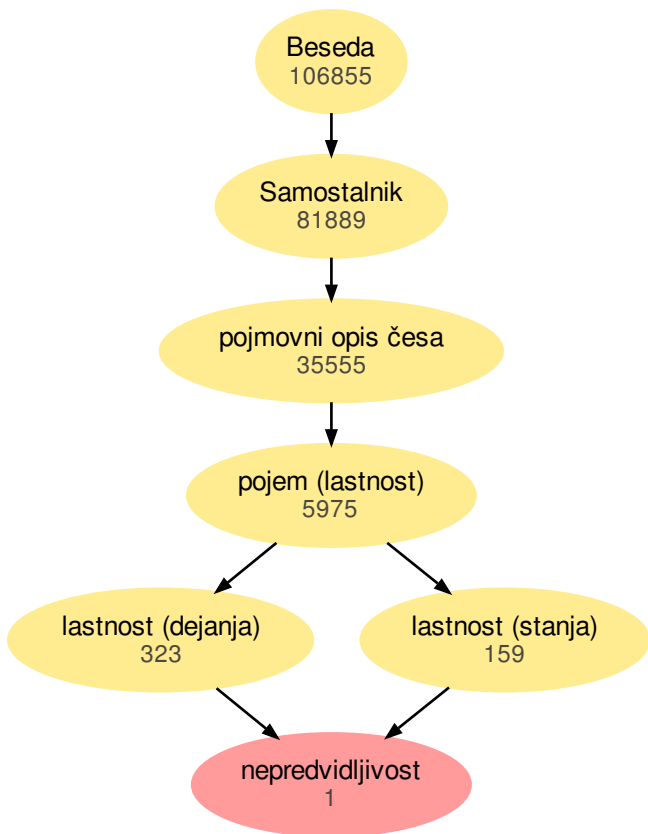 Beseda
106855
Samostalnik
81889
pojmovni opis česa
35555
pojem (lastnost)
5975
lastnost (dejanja)
323
lastnost (stanja)
159
nepredvidljivost
1